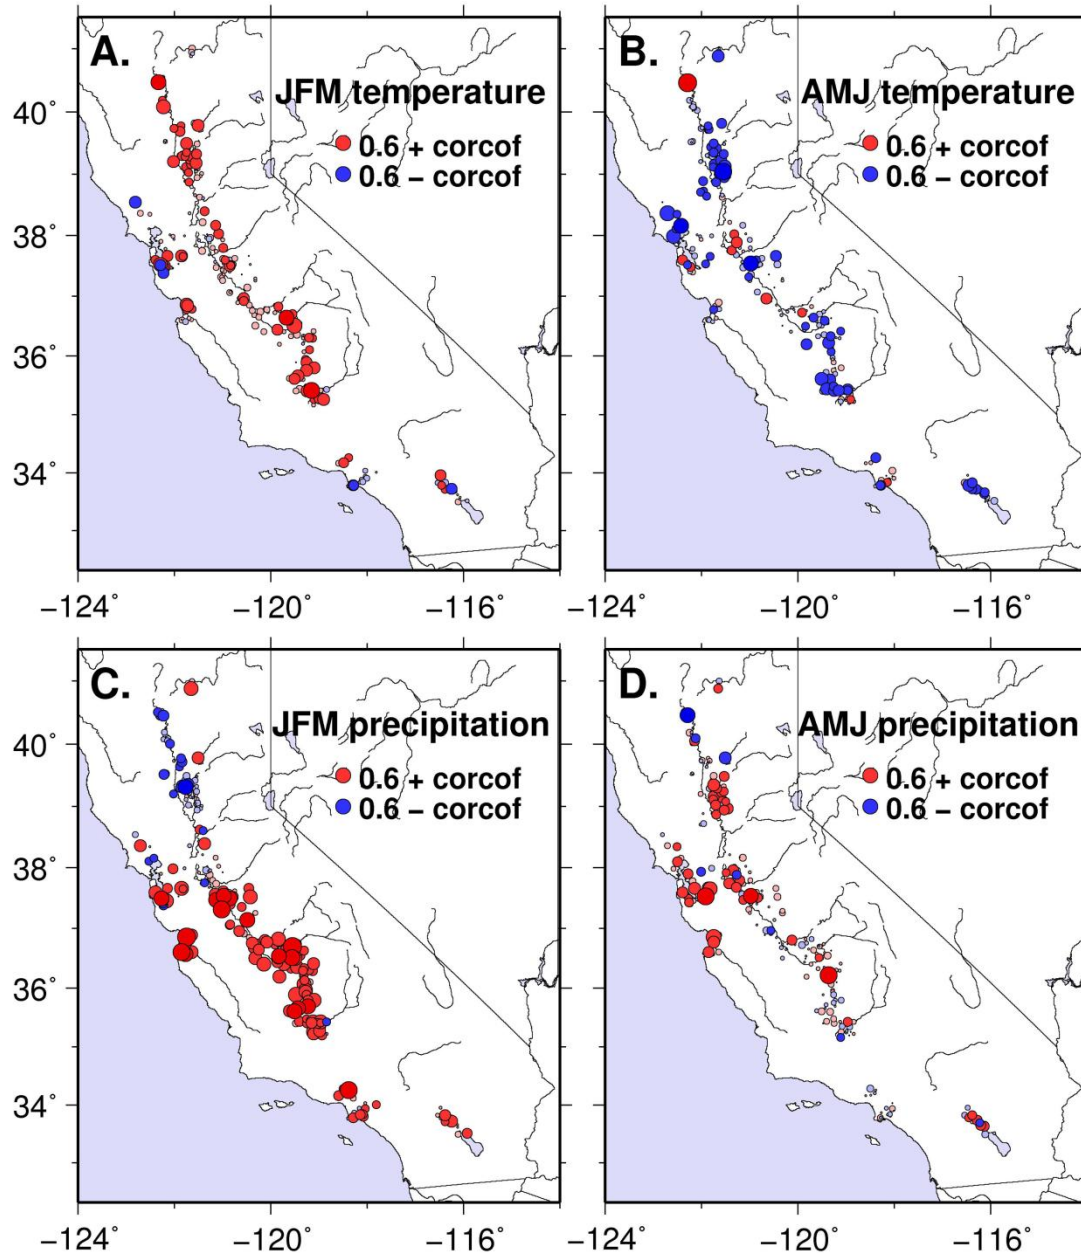 A.
JFM temperature
0.6 + corcof
0.6 − corcof
40˚
38˚
36˚
34˚
−124˚
−120˚
−116˚
B.
AMJ temperature
0.6 + corcof
0.6 − corcof
−124˚
−120˚
−116˚
C.
JFM precipitation
0.6 + corcof
0.6 − corcof
40˚
38˚
36˚
34˚
−124˚
−120˚
−116˚
D.
AMJ precipitation
0.6 + corcof
0.6 − corcof
−124˚
−120˚
−116˚